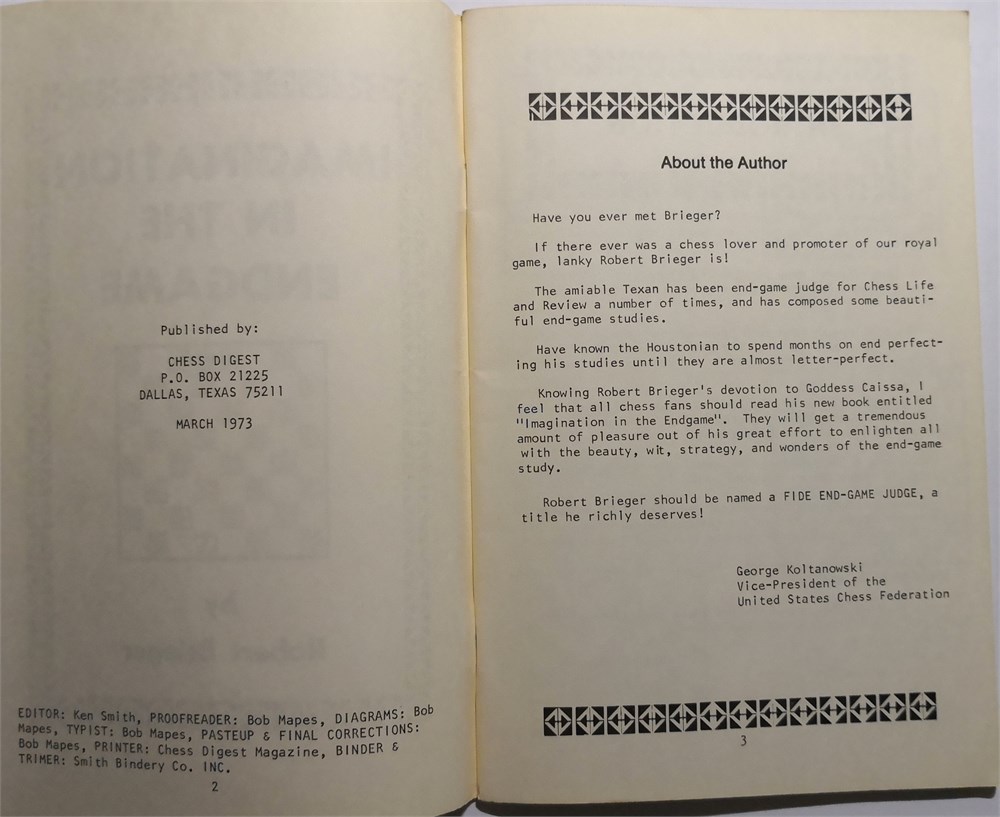 Published by:
CHESS DIGEST
P.O. BOX 21225
DALLAS, TEXAS 75211
MARCH 1973
EDITOR: Ken Smith, PROOFREADER: Bob Mapes, DIAGRAMS: Bob
Mapes, TYPIST: Bob Mapes, PASTEUP & FINAL CORRECTIONS:
Bob Mapes, PRINTER: Chess Digest Magazine, BINDER &
TRIMER: Smith Bindery Co. INC.
2
About the Author
Have you ever met Brieger?
If there ever was a chess lover and promoter of our royal
game, lanky Robert Brieger is!
The amiable Texan has been end-game judge for Chess Life
and Review a number of times, and has composed some beauti-
ful end-game studies.
Have known the Houstonian to spend months on end perfect-
ing his studies until they are almost letter-perfect.
Knowing Robert Brieger's devotion to Goddess Caissa, I
feel that all chess fans should read his new book entitled
"Imagination in the Endgame". They will get a tremendous
amount of pleasure out of his great effort to enlighten all
with the beauty, wit, strategy, and wonders of the end-game
study.
Robert Brieger should be named a FIDE END-GAME JUDGE, a
title he richly deserves!
George Koltanowski
Vice-President of the
United States Chess Federation
3